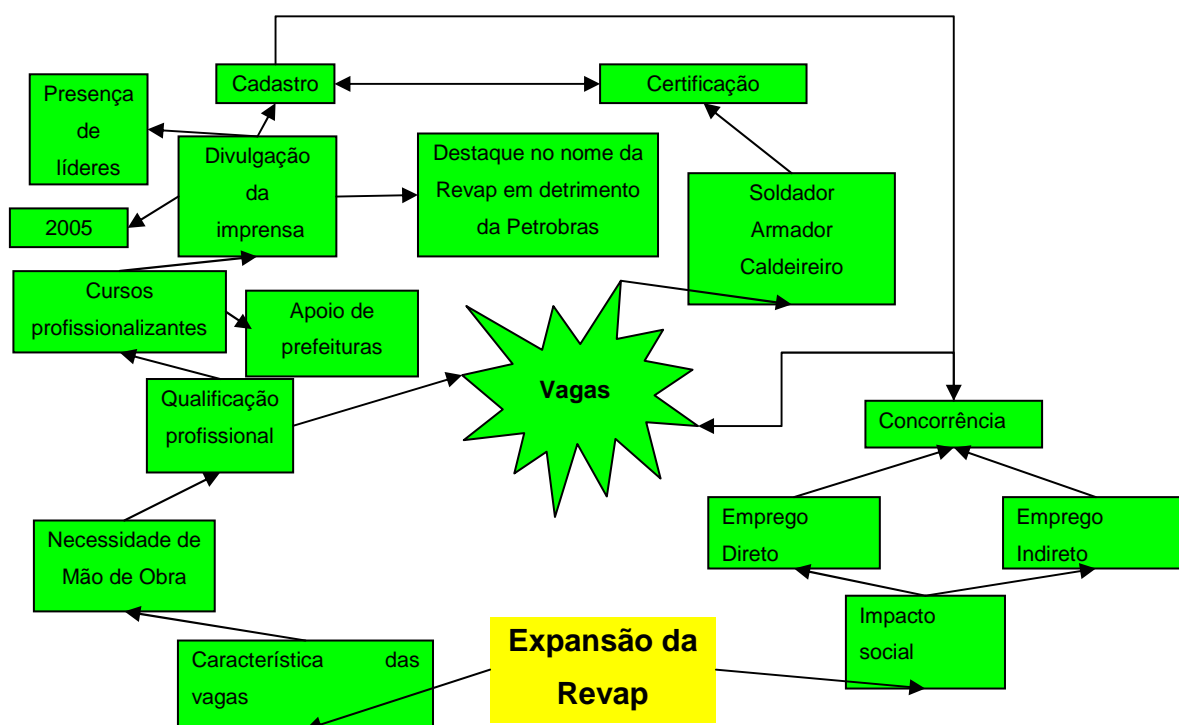 Cadastro
Certificação
Presença
de
líderes
Divulgação
da
imprensa
Destaque no nome da
Revap em detrimento
da Petrobras
Soldador
Armador
Caldeireiro
2005
Cursos
profissionalizantes
Apoio de
prefeituras
Vagas
Qualificação
profissional
Concorrência
Necessidade de
Mão de Obra
Emprego
Direto
Emprego
Indireto
Impacto
social
Expansão da
Revap
Característica das
vagas